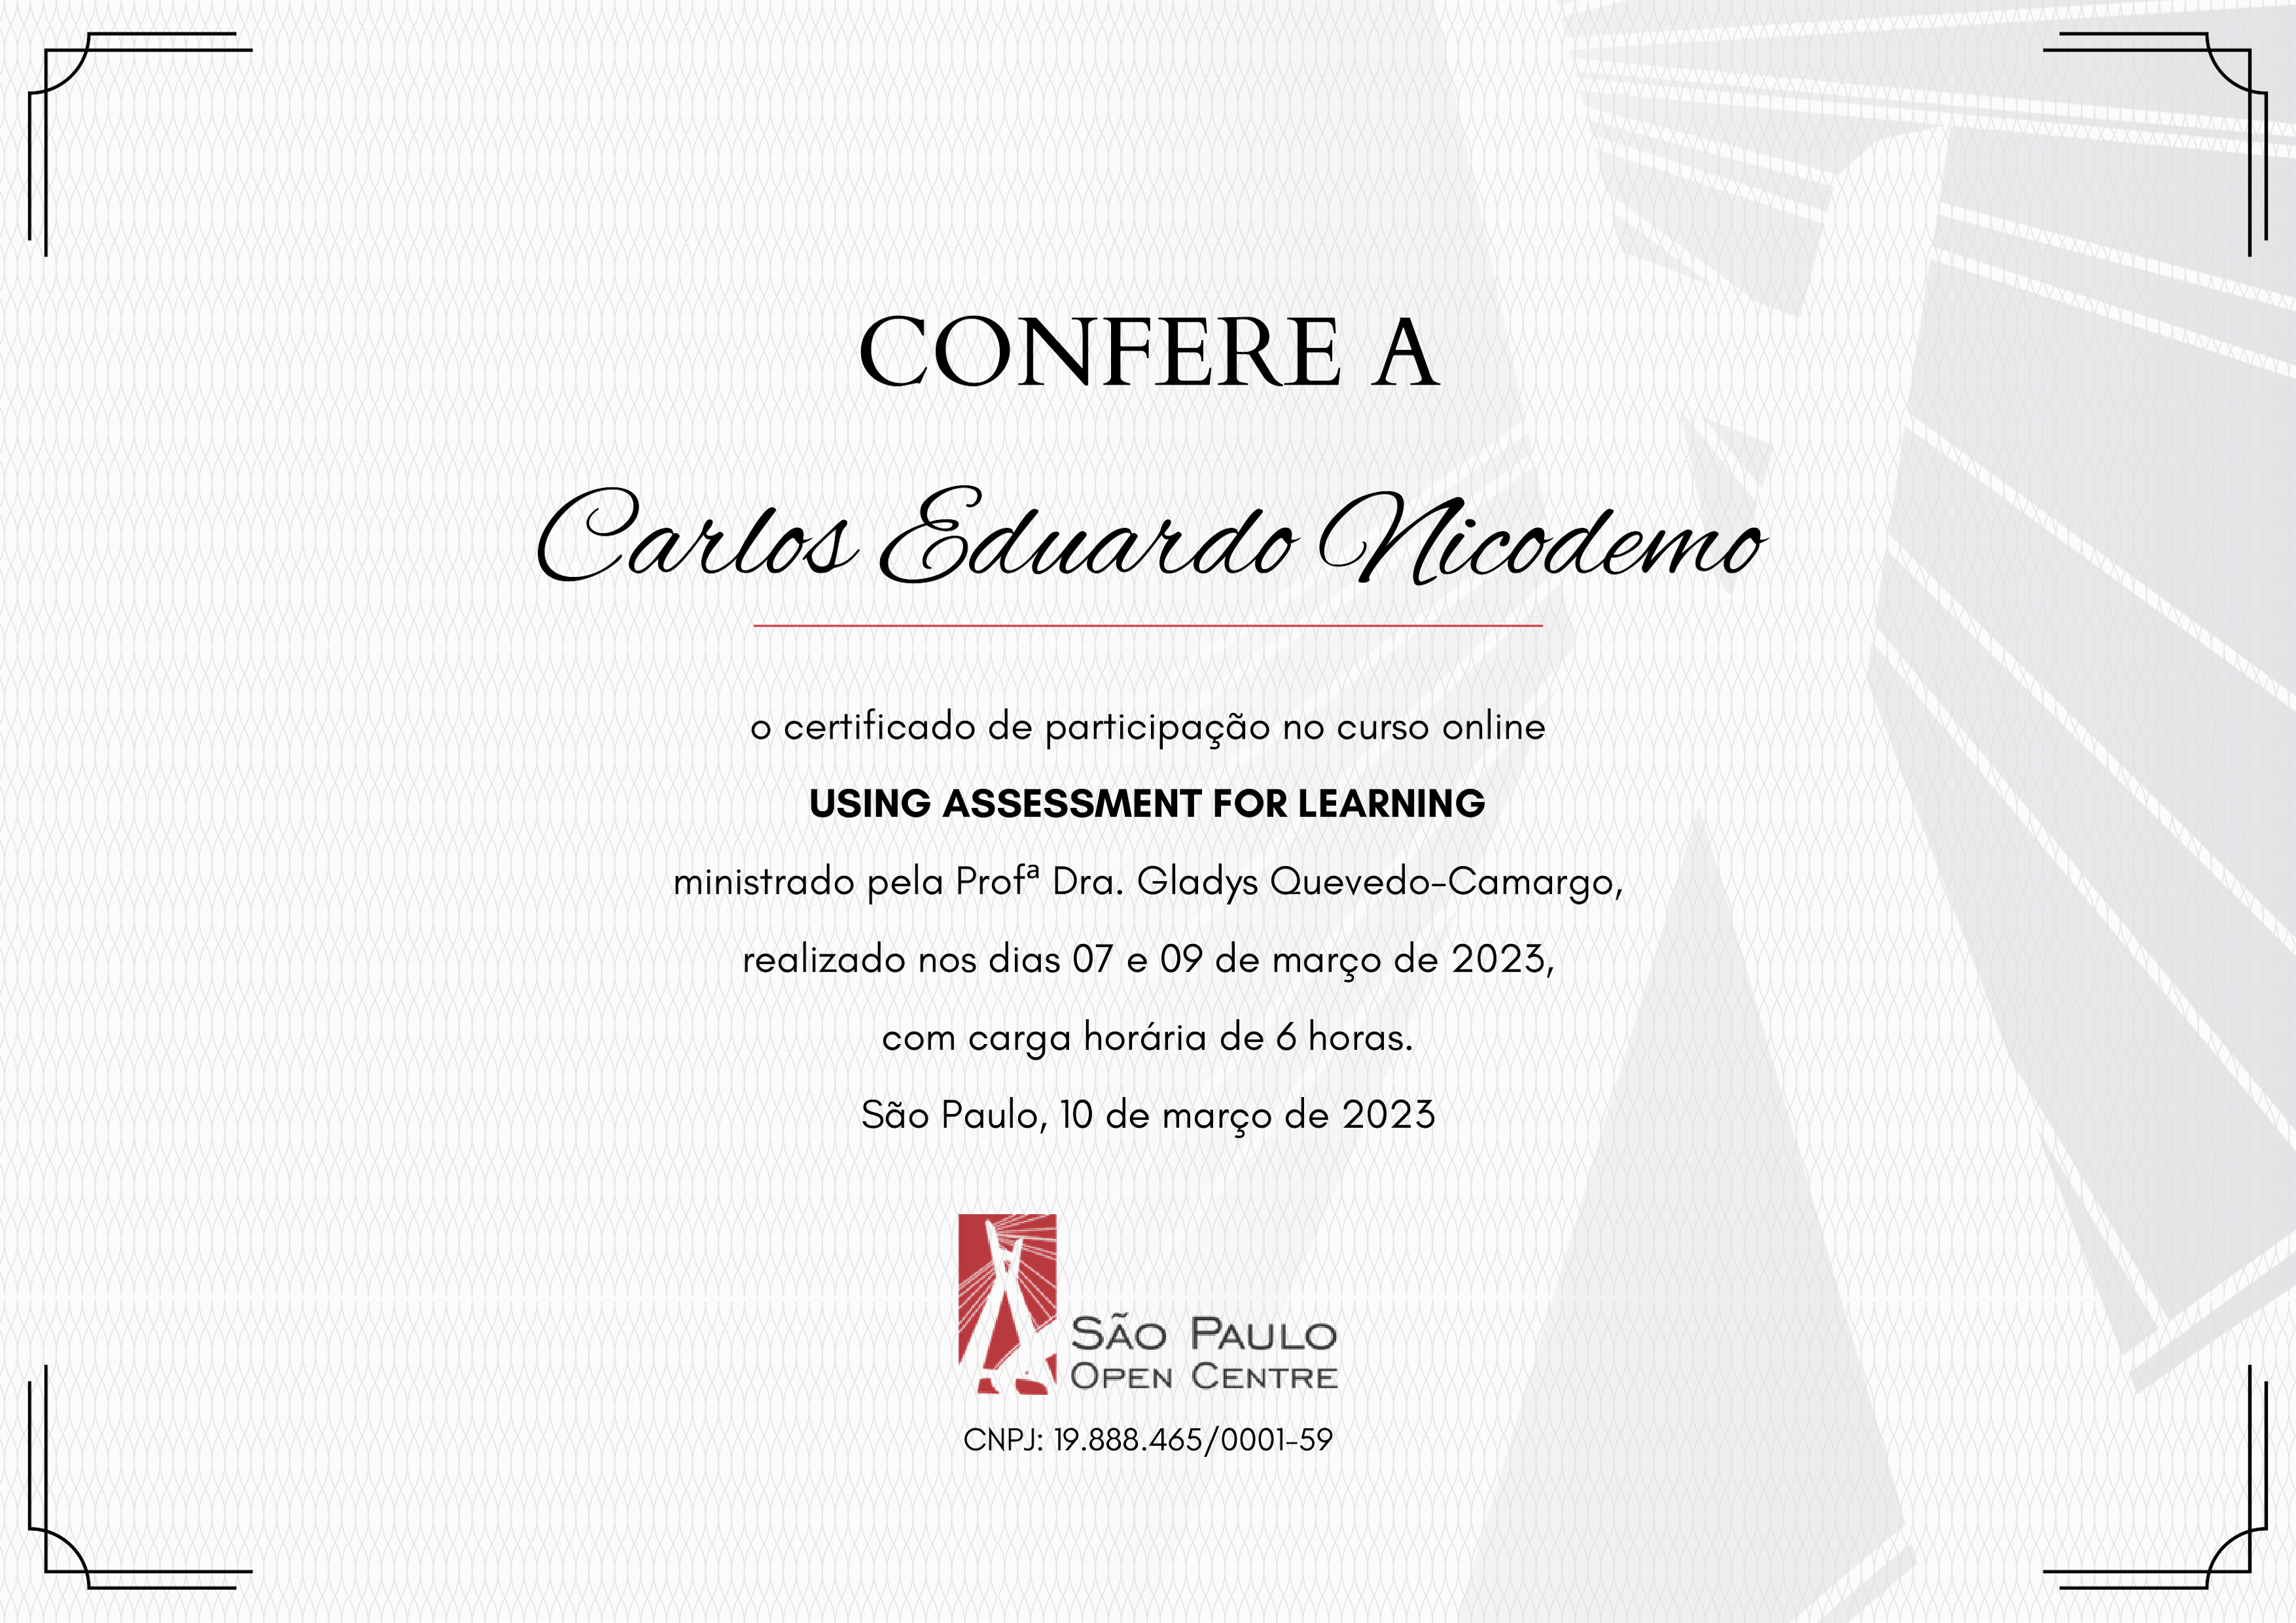 CONFERE A
Carlos Eduardo Nicodemo
o certificado de participação no curso online
USING ASSESSMENT FOR LEARNING
ministrado pela Profª Dra. Gladys Quevedo-Camargo,
realizado nos dias 07 e 09 de março de 2023,
com carga horária de 6 horas.
São Paulo, 10 de março de 2023
São Paulo
Open Centre
CNPJ: 19.888.465/0001-59